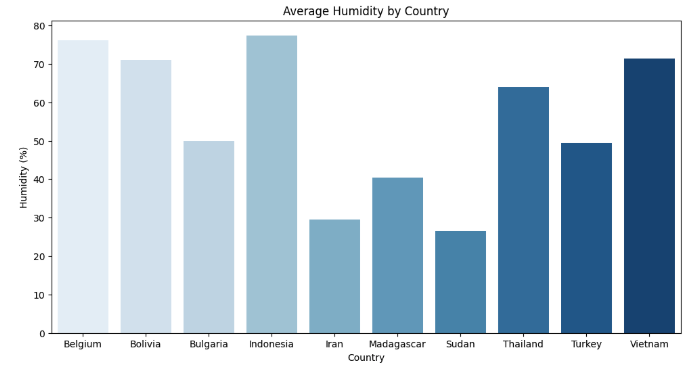 Average Humidity by Country
Humidity (%)
80
70
60
50
40
30
20
10
0
Belgium Bolivia Bulgaria Indonesia Iran Madagascar Sudan Thailand Turkey Vietnam
Country